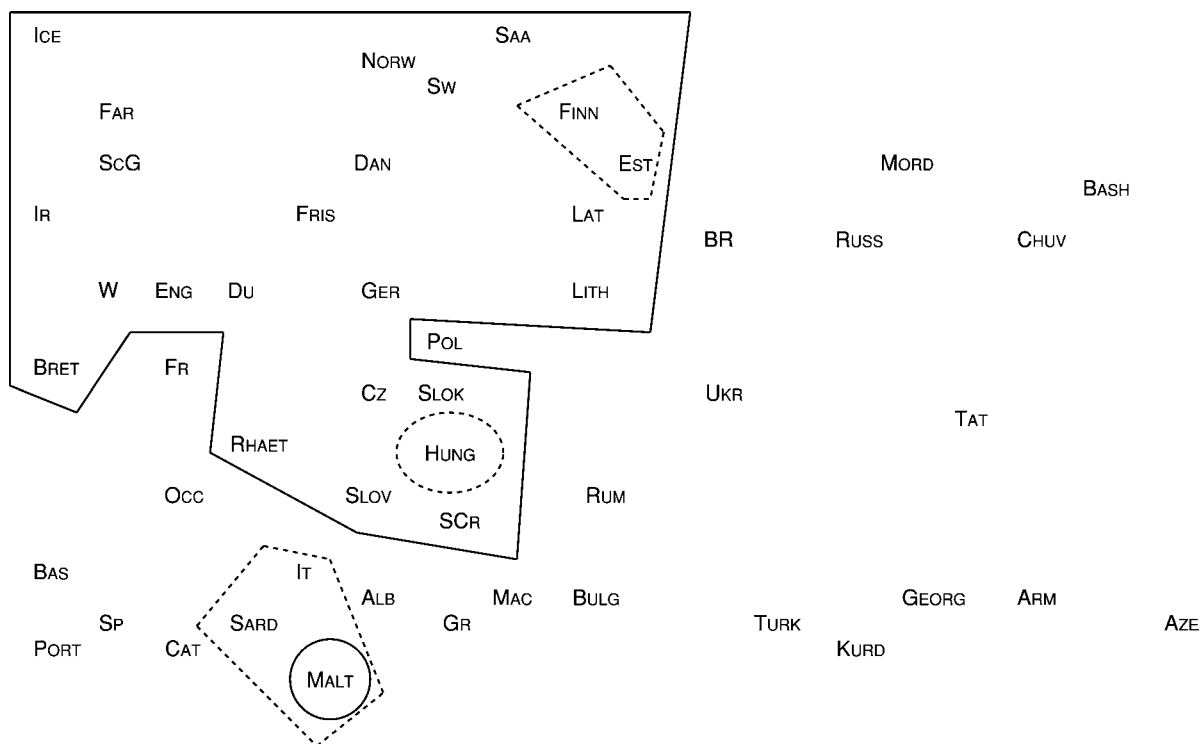 ICE SAA
NORW
SW
FAR FINN
SCG DAN EST MORD
BASH
IR FRIS LAT
BR RUSS CHUV
W ENG DU GER LITH
POL
BRET FR
CZ SLOK UKR
TAT
RHAET HUNG
OCC SLOV RUM
SCR
BAS IT
ALB MAC BULG GEORG ARM
SP SARD GR TURK AZE
PORT CAT KURD
MALT